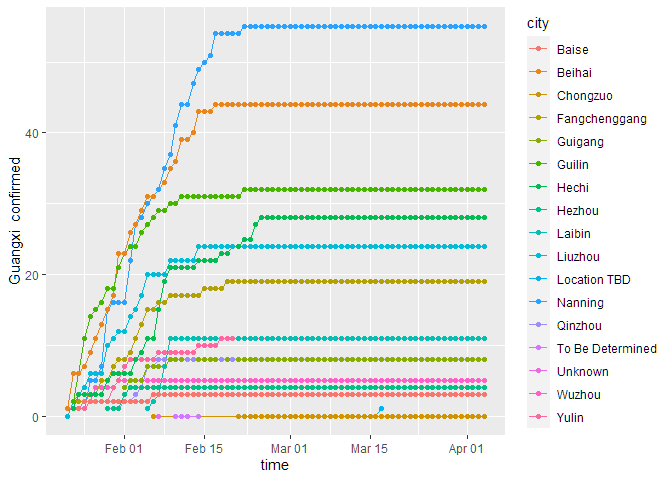 city
Baise
Beihai
Chongzuo
Fangchenggang
Guigang
Guilin
Hechi
Hezhou
Laibin
Liuzhou
Location TBD
Nanning
Qinzhou
To Be Determined
Unknown
Wuzhou
Yulin
Guangxi confirmed
40
20
0
Feb 01 Feb 15 Mar 01 Mar 15 Apr 01
time